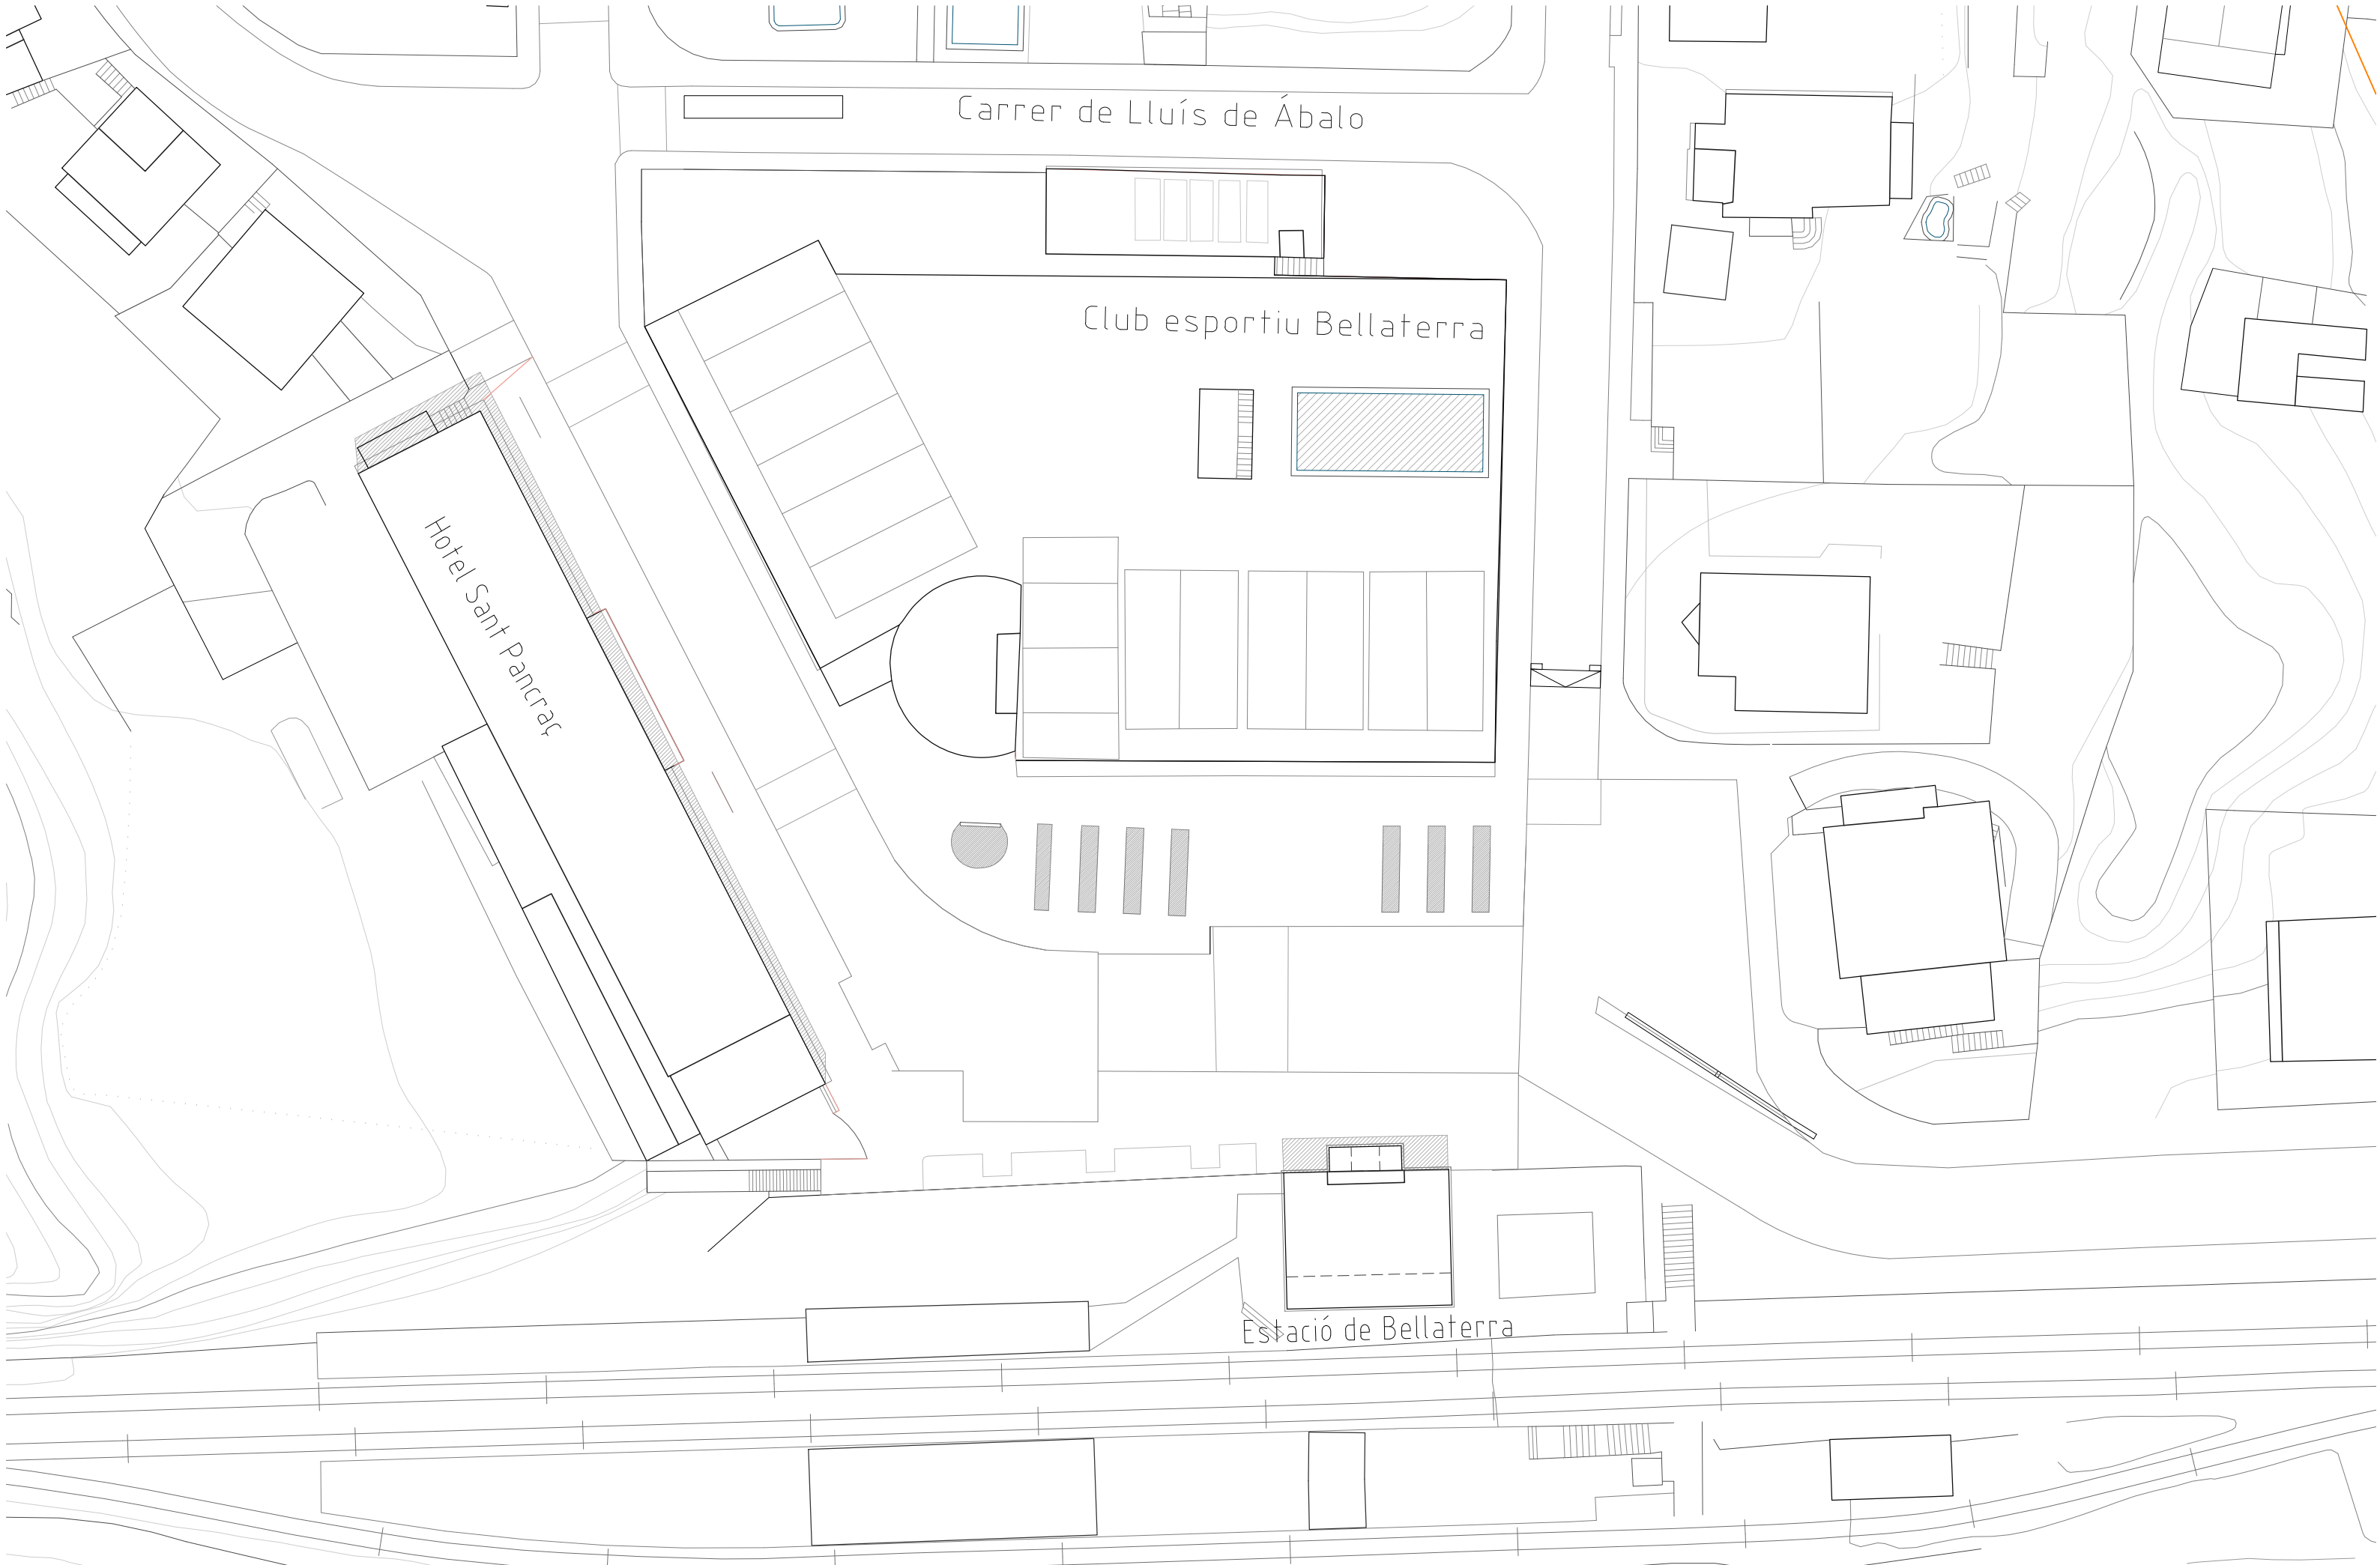 Carrer de Lluís de Ábalo
Club esportiu Bellaterra
Hotel Sant Pancraç
Estació de Bellaterra